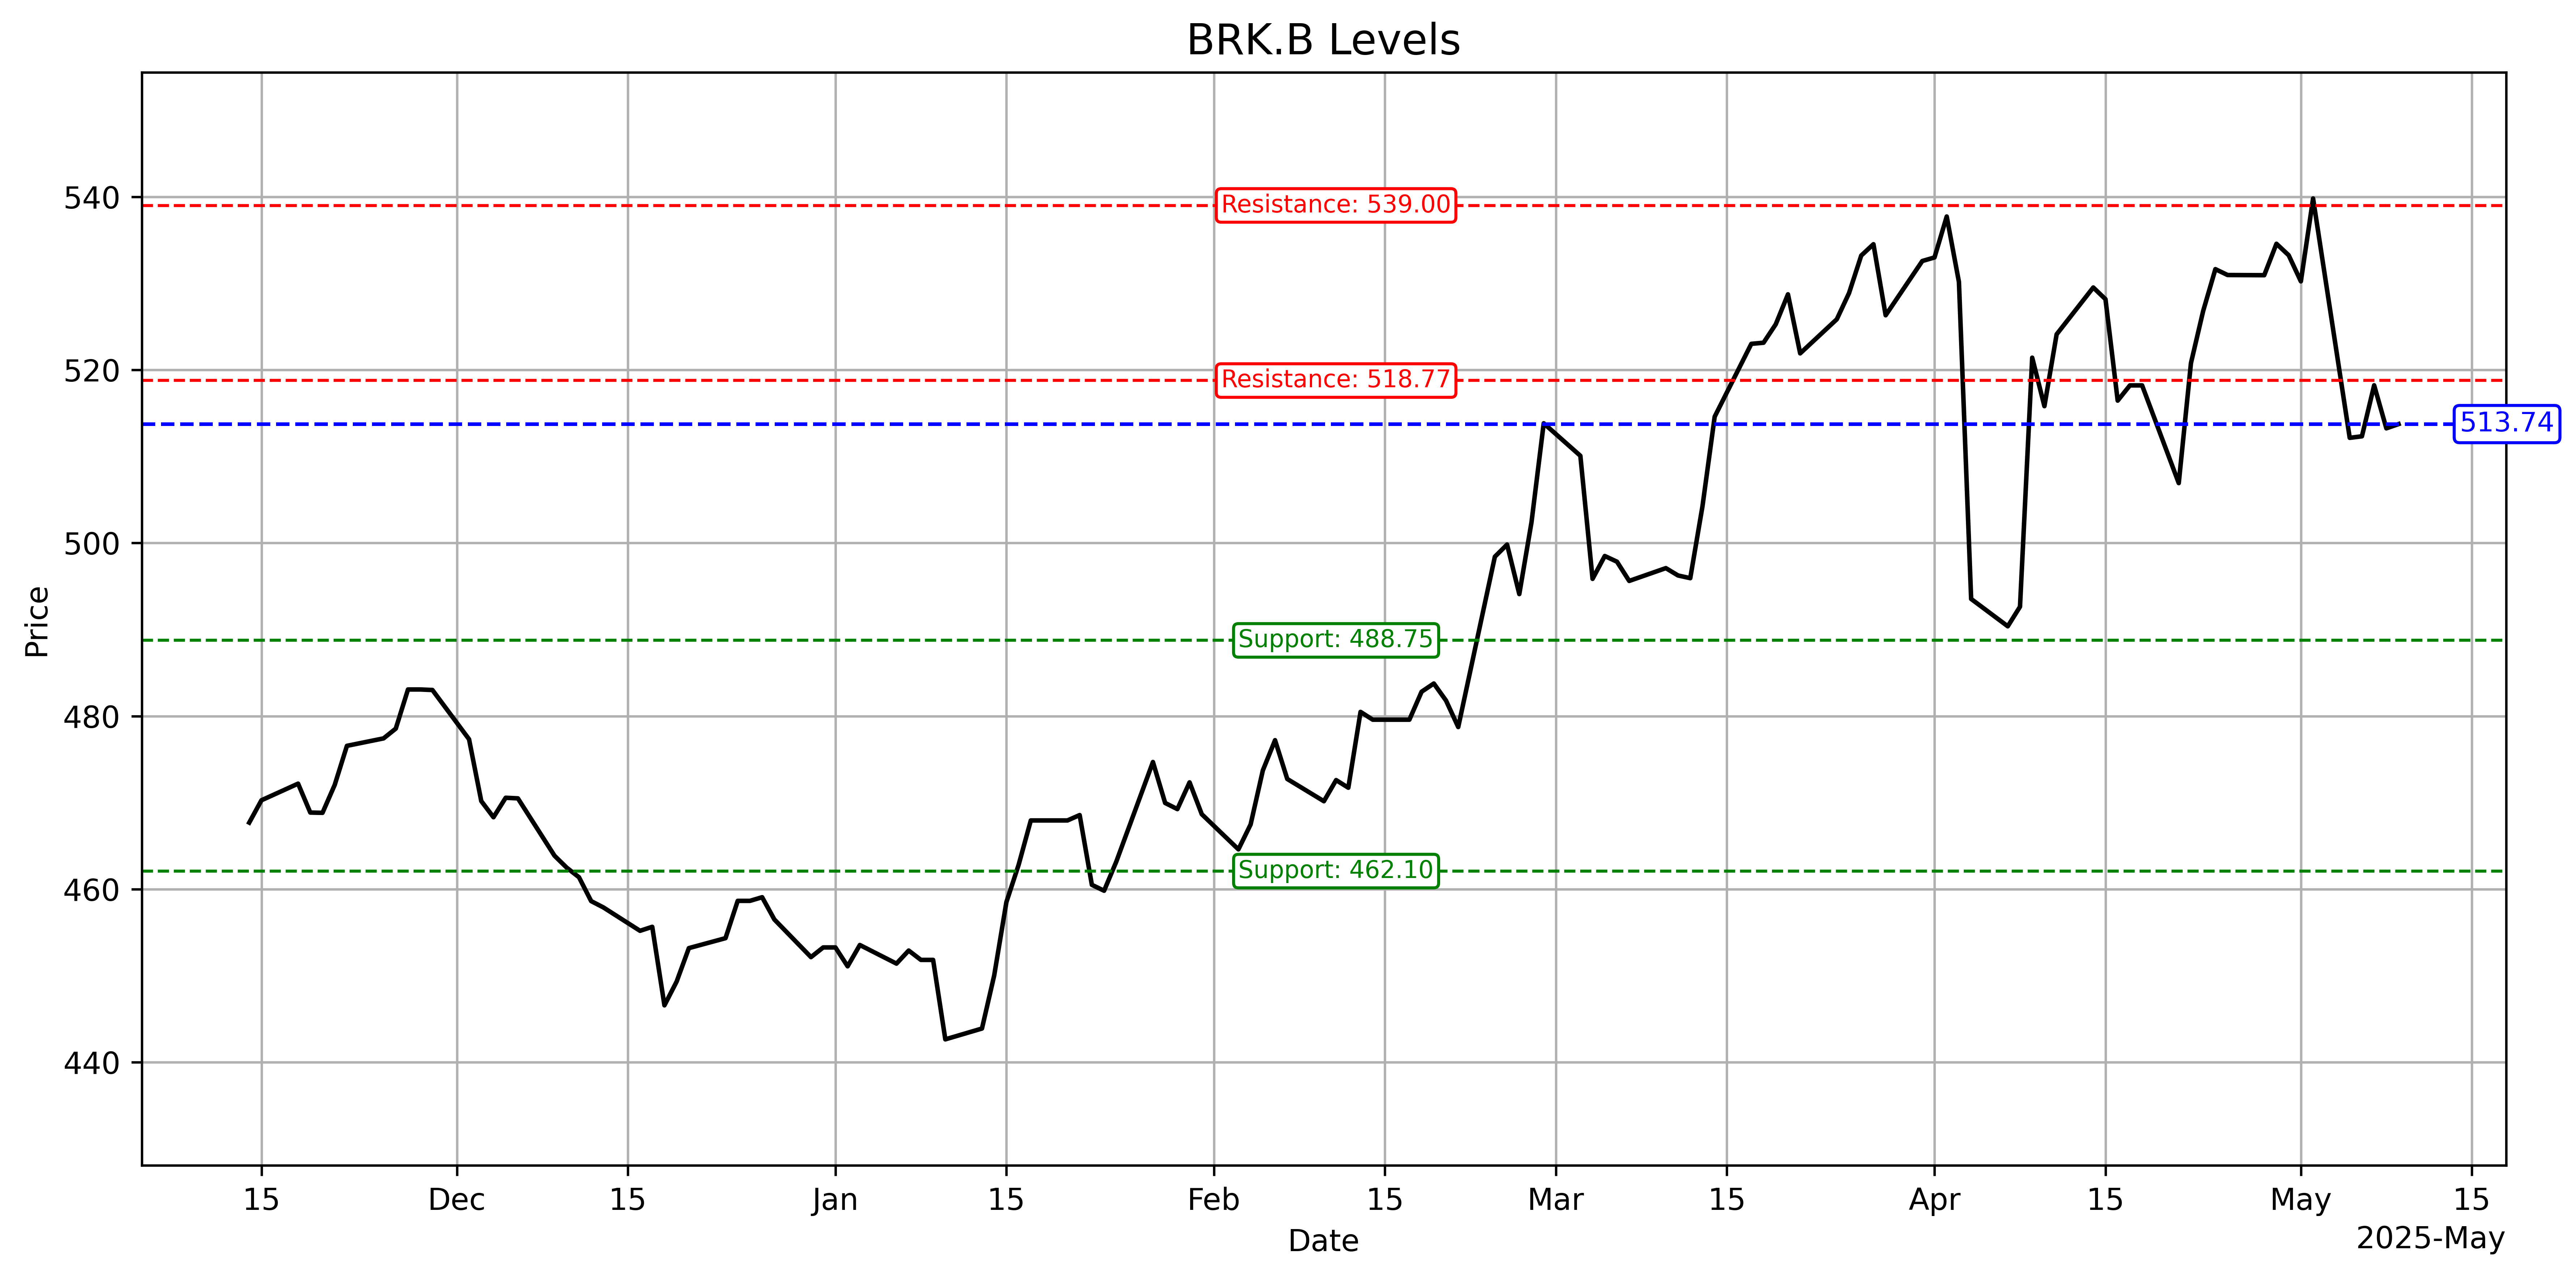 BRK.B Levels
540
Resistance: 539.00
520
Resistance: 518.77
513.74
500
Support: 488.75
480
Support: 462.10
460
440
Price
15 Dec 15 Jan 15 Feb 15 Mar 15 Apr 15 May 15
Date
2025-May